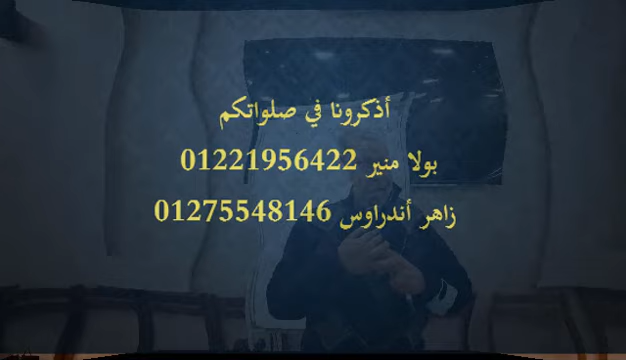 أذكرونا في صلواتكم
بولا منير 01221956422
زاهر أندراوس 01275548146